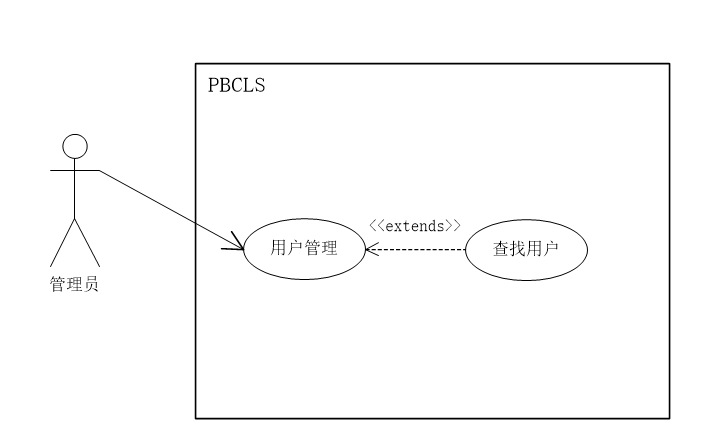 PBCLS
<<extends>>
用户管理
查找用户
管理员